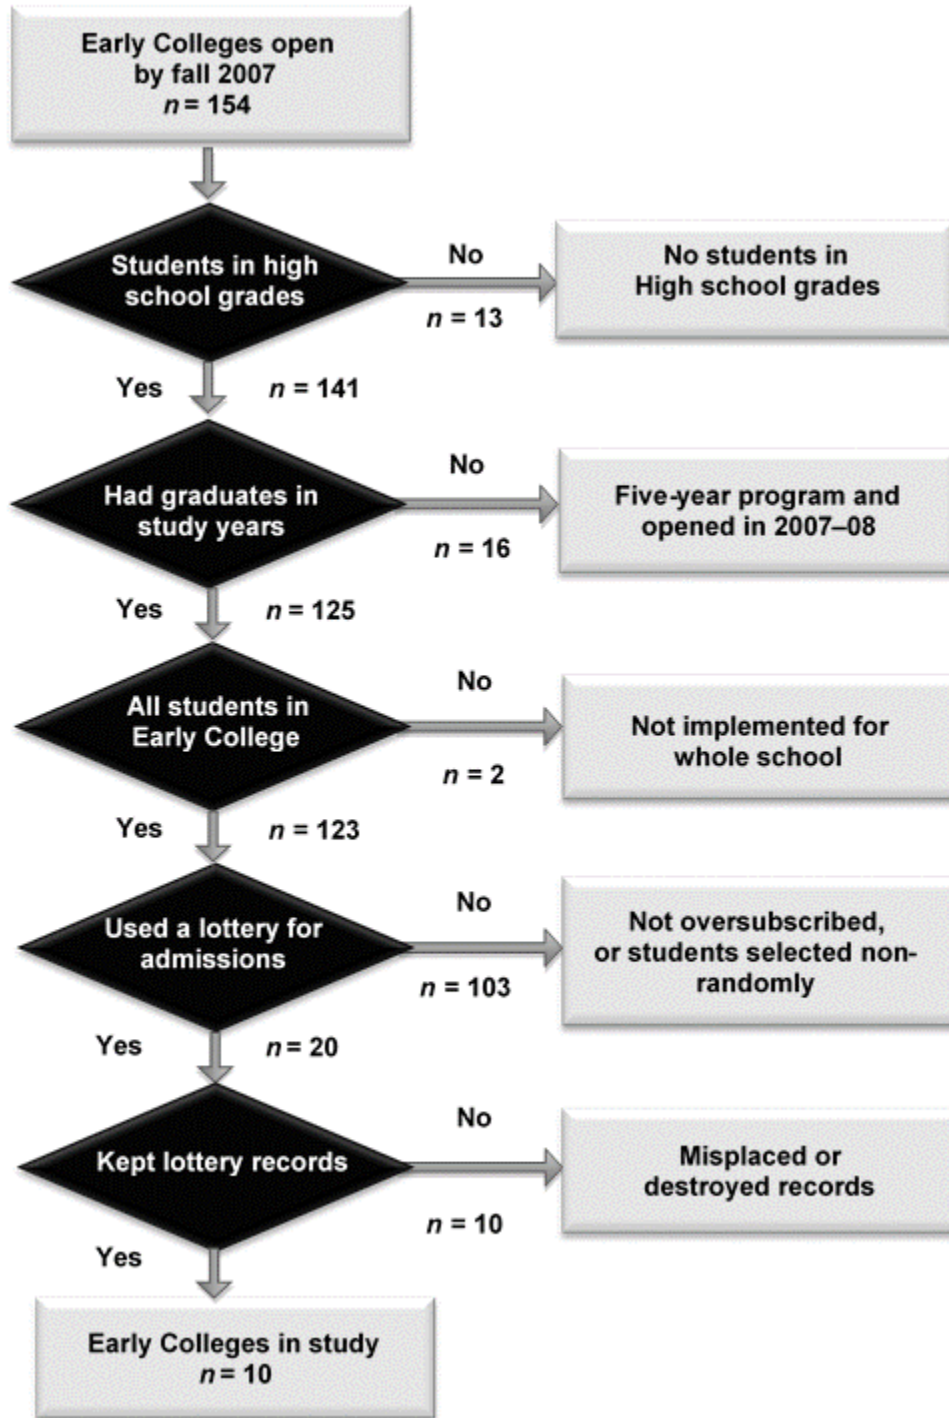 Early Colleges open
by fall 2007
n = 154
Students in high
school grades
No
n = 13
No students in
High school grades
Yes
n = 141
Had graduates in
study years
No
n = 16
Five-year program and
opened in 2007–08
Yes
n = 125
All students in
Early College
No
n = 2
Not implemented for
whole school
Yes
n = 123
Used a lottery for
admissions
No
n = 103
Not oversubscribed,
or students selected non-
randomly
Yes
n = 20
Kept lottery records
No
n = 10
Misplaced or
destroyed records
Yes
Early Colleges in study
n = 10